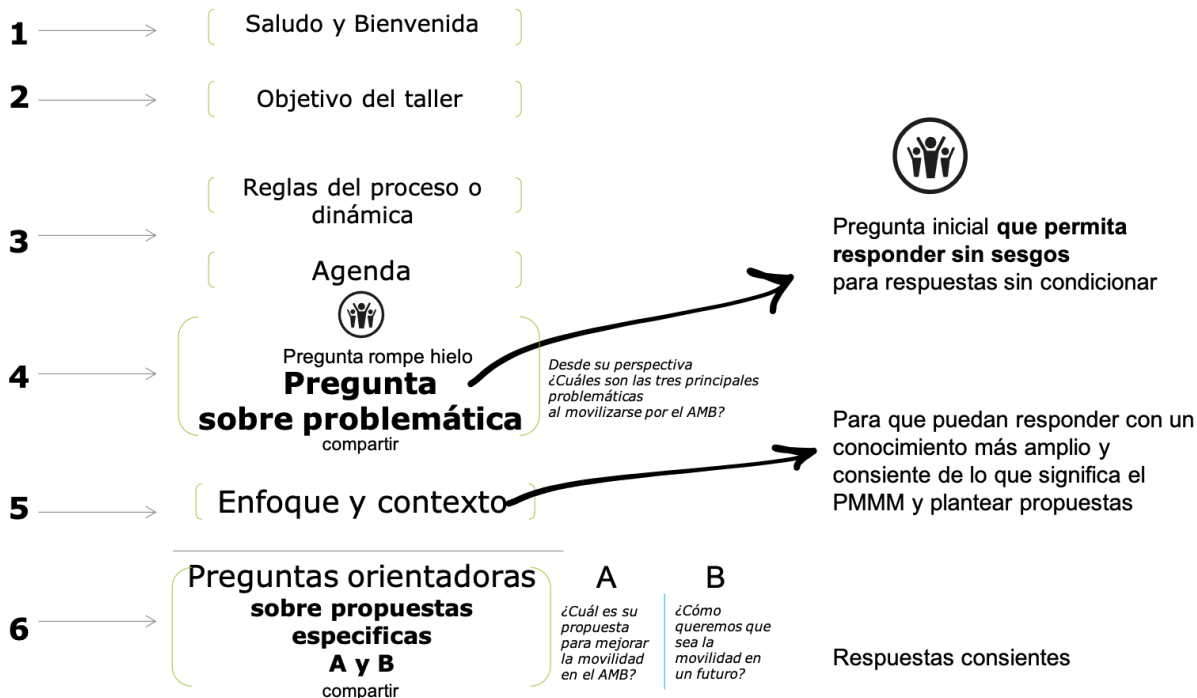 1
Saludo y Bienvenida
2
Objetivo del taller
3
Reglas del proceso o
dinámica
Agenda
4
Pregunta rompe hielo
Pregunta
sobre problemática
compartir
Desde su perspectiva
¿Cuáles son las tres principales
problemáticas
al movilizarse por el AMB?
Pregunta inicial que permita
responder sin sesgos
para respuestas sin condicionar
5
Enfoque y contexto
Para que puedan responder con un
conocimiento más amplio y
consiente de lo que significa el
PMMM y plantear propuestas
6
Preguntas orientadoras
sobre propuestas
especificas
A y B
compartir
A
¿Cuál es su
propuesta
para mejorar
la movilidad
en el AMB?
B
¿Cómo
queremos que
sea la
movilidad en
un futuro?
Respuestas consientes